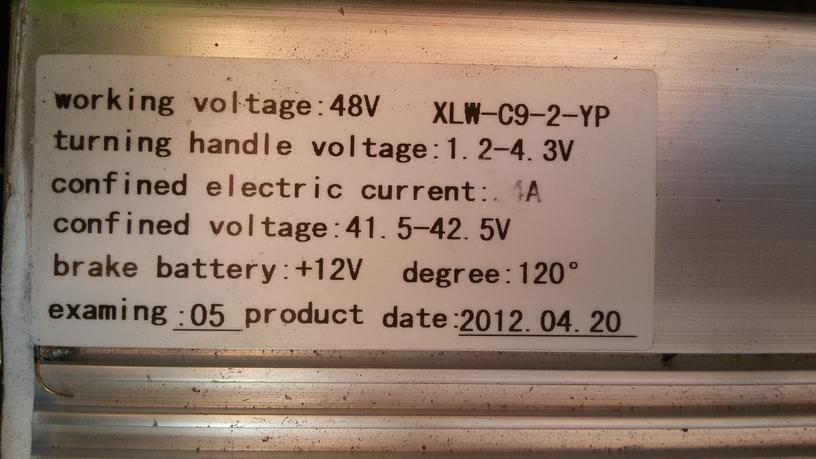 working voltage:48V XLW-C9-2-YP
turning handle voltage:1.2-4.3V
confined electric current:
confined voltage:41.5-42.5V
brake battery:+12V degree:120°
examing:05 product date:2012.04.20